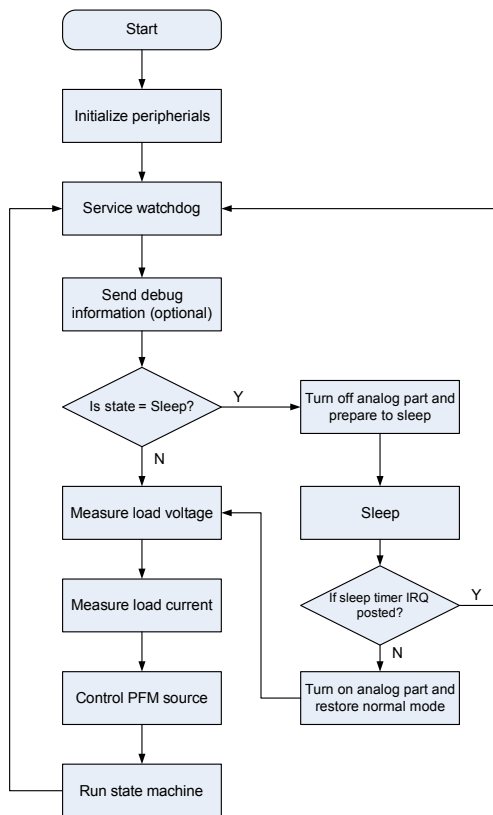 Start
Initialize peripherials
Service watchdog
Send debug
information (optional)
Is state = Sleep?
Y
Turn off analog part and
prepare to sleep
N
Measure load voltage
Sleep
Measure load current
If sleep timer IRQ
posted?
Y
N
Control PFM source
Turn on analog part and
restore normal mode
Run state machine